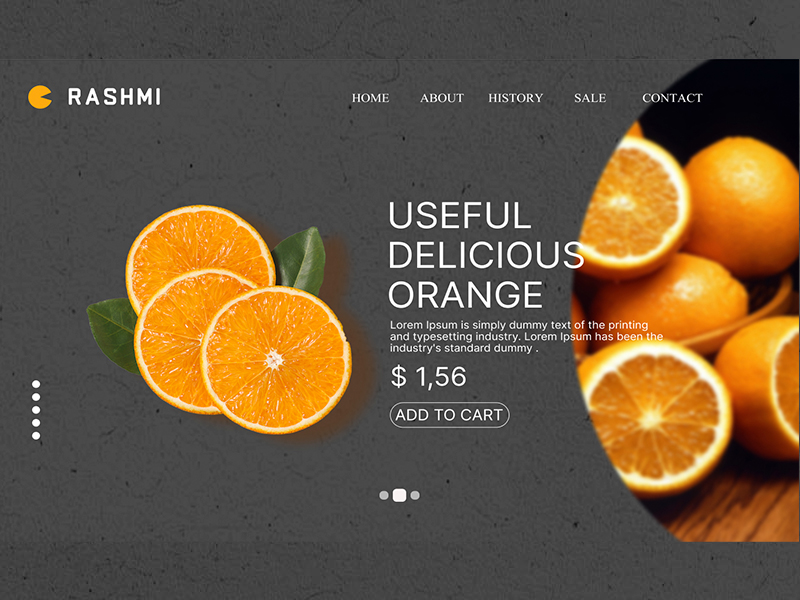 RASHMI
HOME ABOUT HISTORY SALE CONTACT
USEFUL
DELICIOUS
ORANGE
Lorem Ipsum is simply dummy text of the printing
and typesetting industry. Lorem Ipsum has been the
industry's standard dummy .
$ 1,56
ADD TO CART